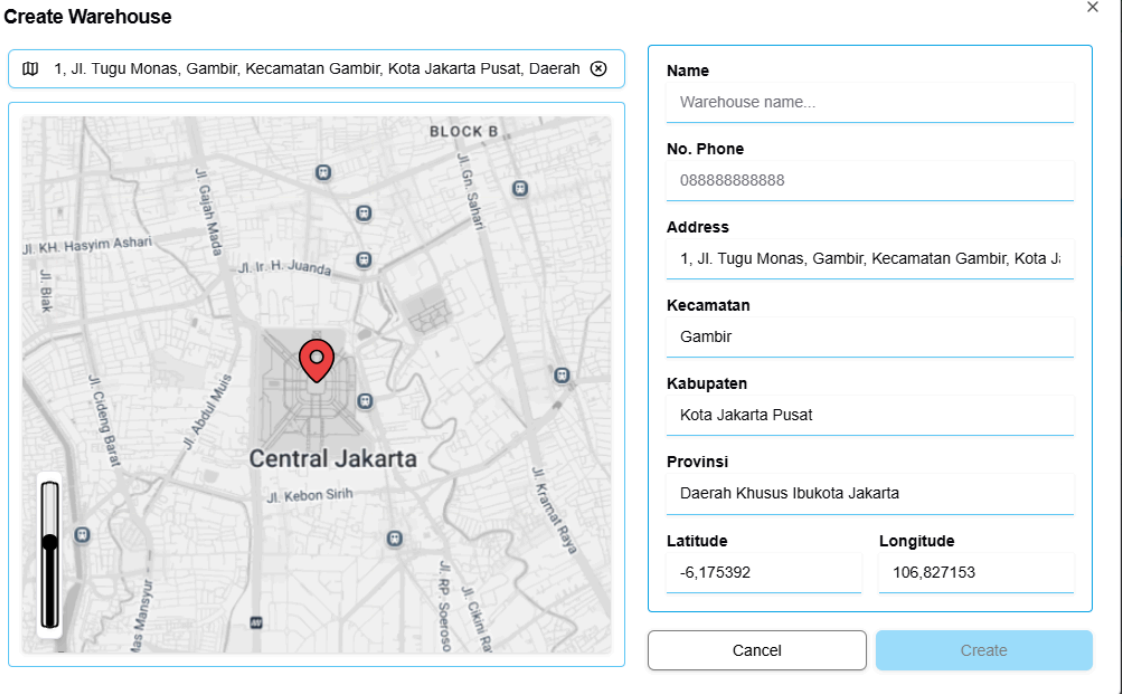 Create Warehouse
1, Jl. Tugu Monas, Gambir, Kecamatan Gambir, Kota Jakarta Pusat, Daerah
BLOCK B
Jl. Gajah Mada
Jl. Gn. Sahari
Jl. KH. Hasyim Ashari
Jl. Ir. H. Juanda
Jl. Biak
Jl. Cideng Barat
Jl. Abdul Muis
Central Jakarta
Jl. Kebon Sirih
Jl. Kramat Raya
Mas Mansyur
Jl. RP. Soeroso
Jl. Cikini Ra
Name
Warehouse name...
No. Phone
088888888888
Address
1, Jl. Tugu Monas, Gambir, Kecamatan Gambir, Kota J
Kecamatan
Gambir
Kabupaten
Kota Jakarta Pusat
Provinsi
Daerah Khusus Ibukota Jakarta
Latitude
Longitude
-6,175392
106,827153
Cancel
Create